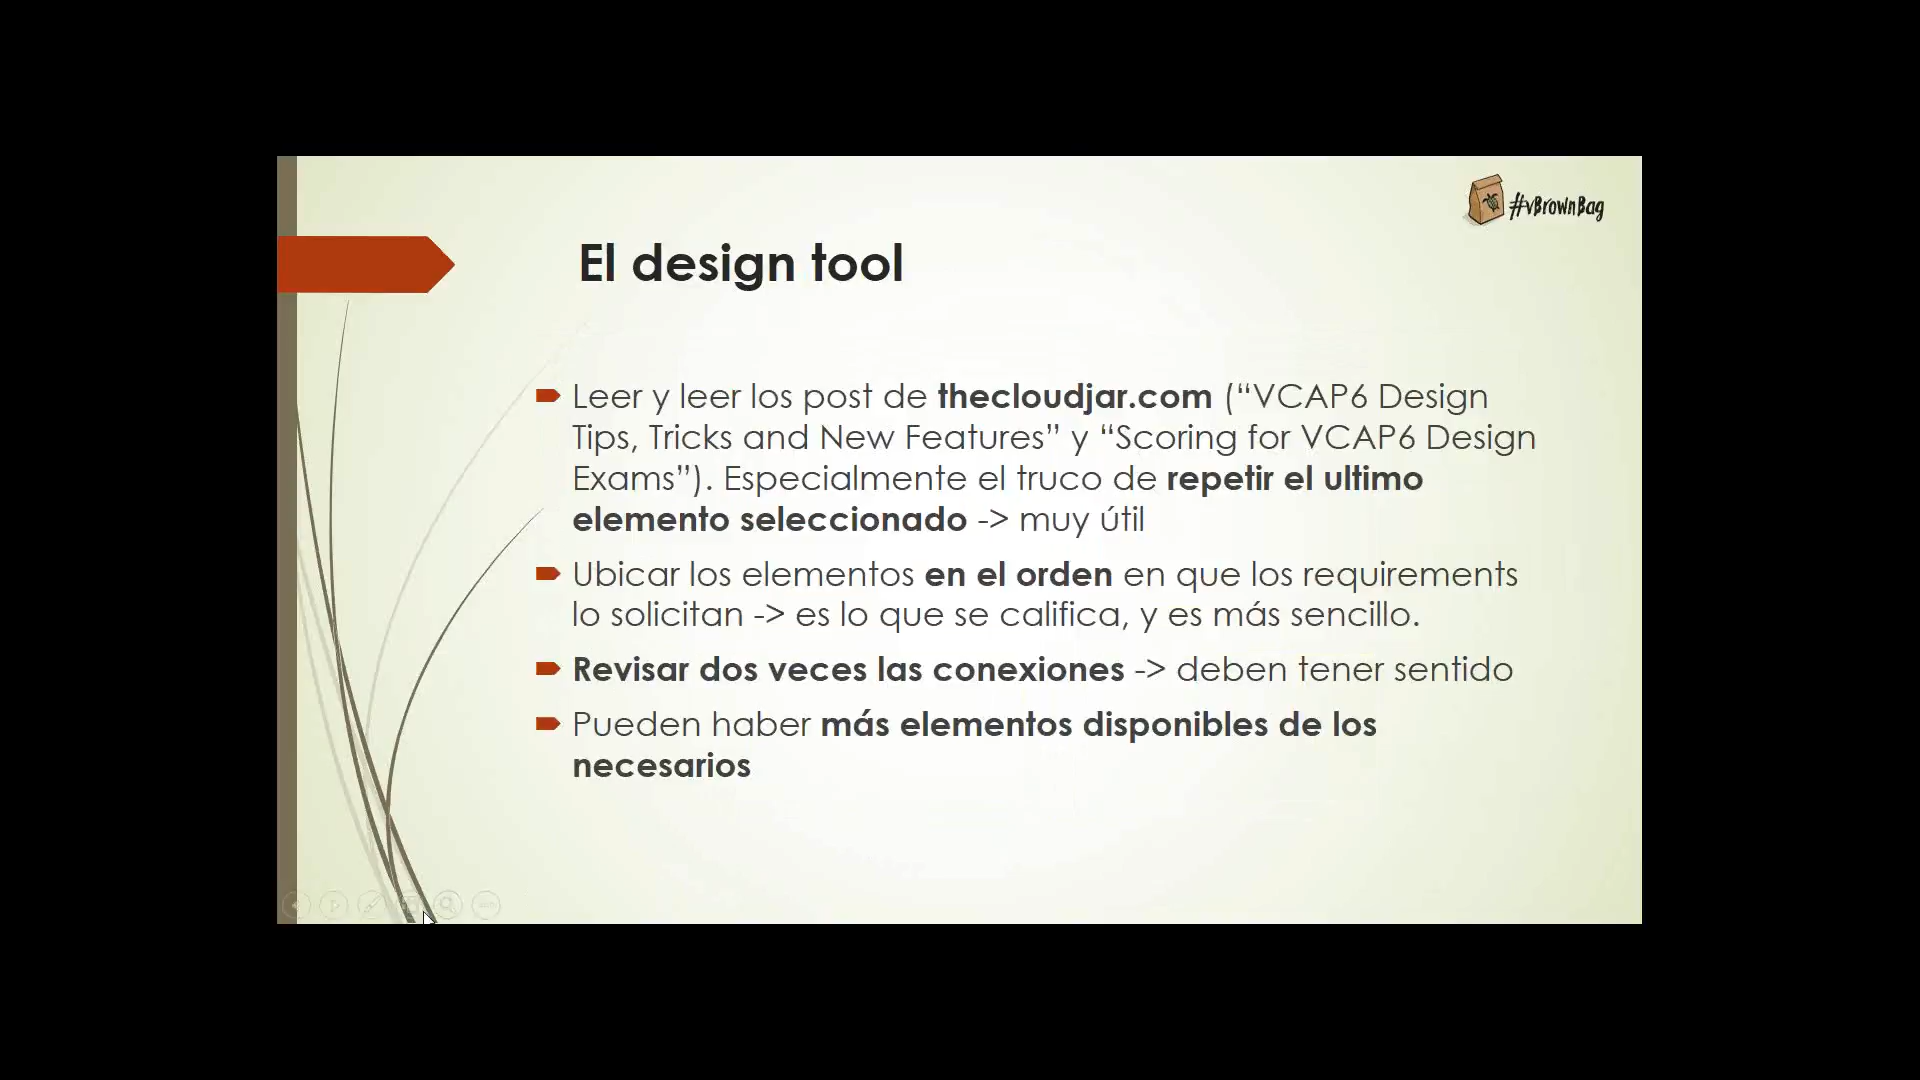 #vBrownBag
El design tool
Leer y leer los post de thecloudjar.com (“VCAP6 Design
Tips, Tricks and New Features” y “Scoring for VCAP6 Design
Exams”). Especialmente el truco de repetir el ultimo
elemento seleccionado -> muy útil
Ubicar los elementos en el orden en que los requirements
lo solicitan -> es lo que se califica, y es más sencillo.
Revisar dos veces las conexiones -> deben tener sentido
Pueden haber más elementos disponibles de los
necesarios